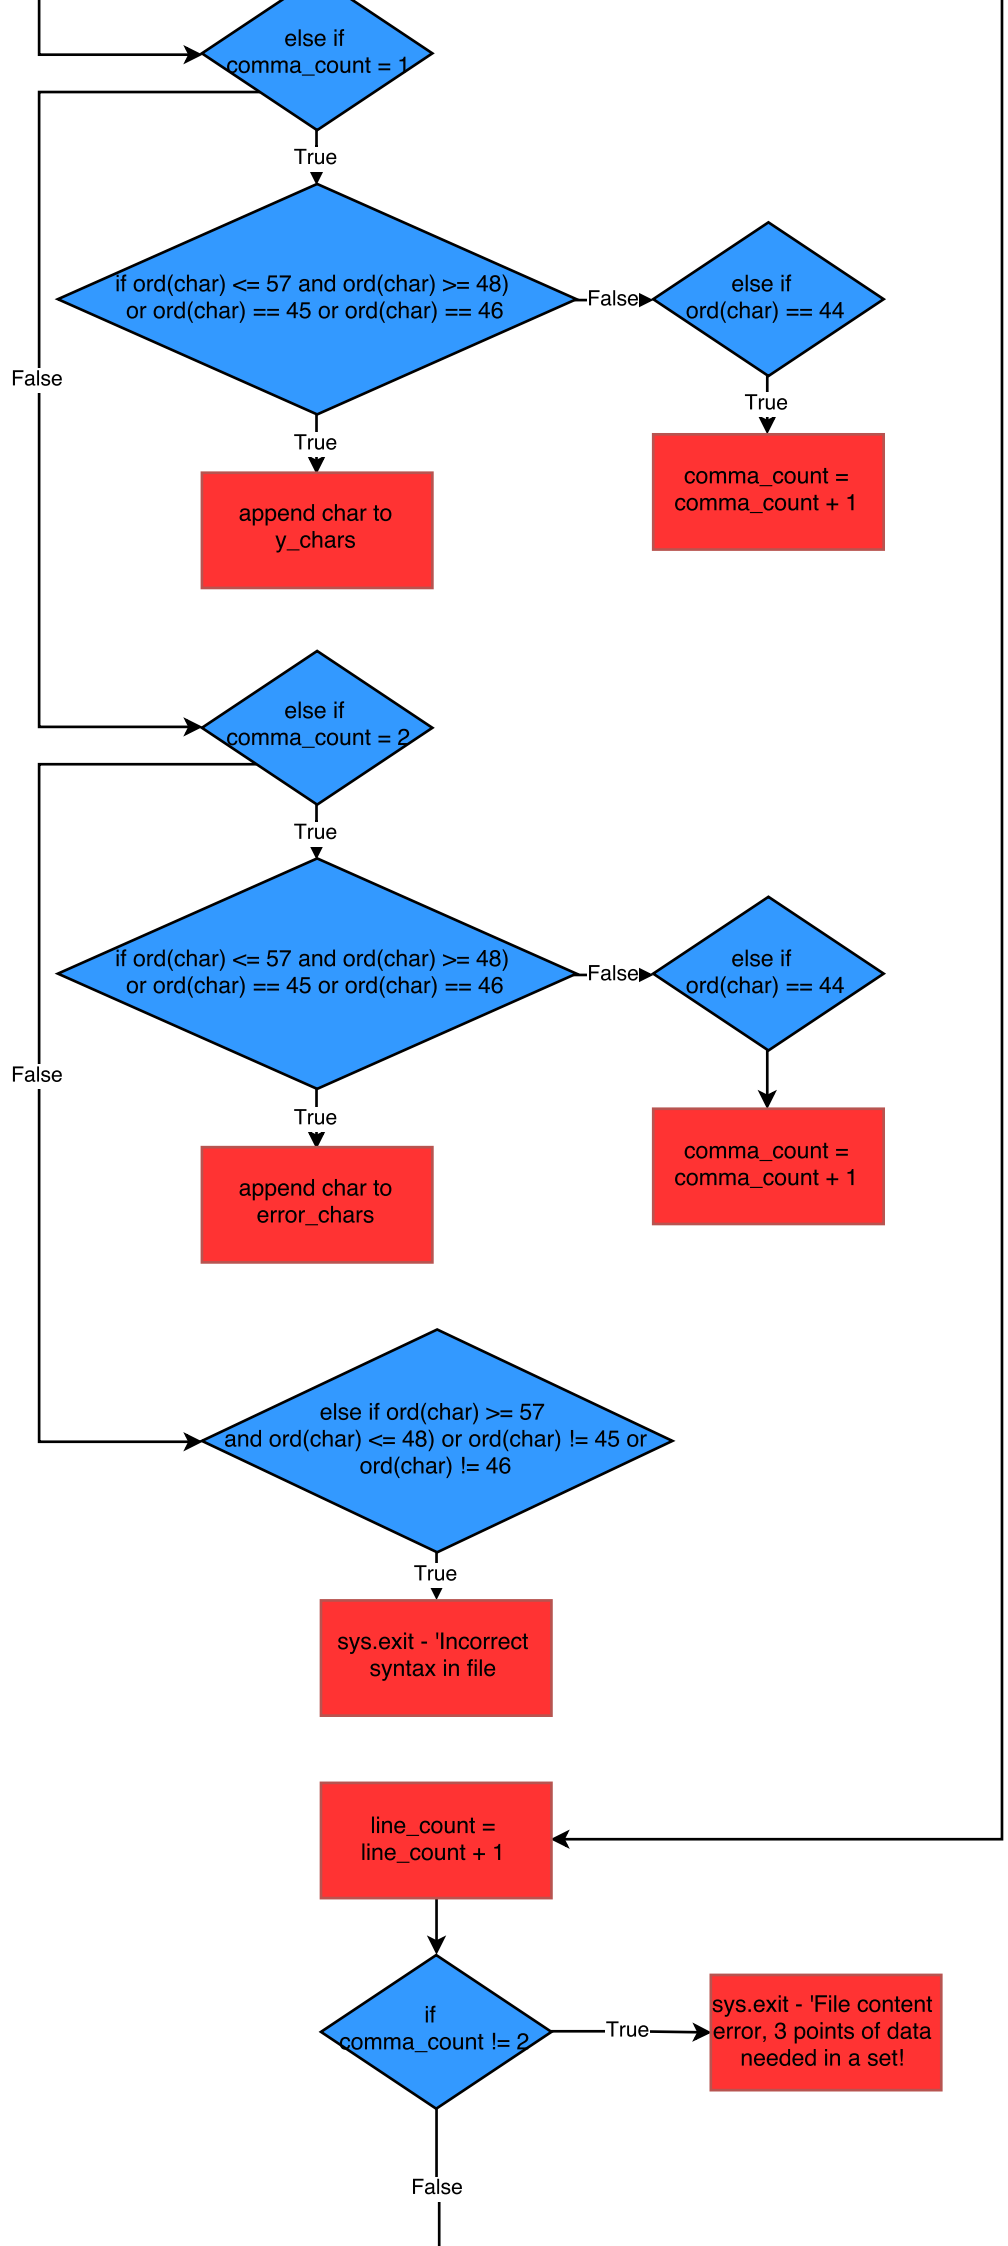 else if
comma_count = 1
True
if ord(char) <= 57 and ord(char) >= 48)
or ord(char) == 45 or ord(char) == 46
False
else if
ord(char) == 44
False
True
True
append char to
y_chars
comma_count =
comma_count + 1
else if
comma_count = 2
True
if ord(char) <= 57 and ord(char) >= 48)
or ord(char) == 45 or ord(char) == 46
False
else if
ord(char) == 44
False
True
append char to
error_chars
comma_count =
comma_count + 1
else if ord(char) >= 57
and ord(char) <= 48) or ord(char) != 45 or
ord(char) != 46
True
sys.exit - 'Incorrect
syntax in file
line_count =
line_count + 1
if
comma_count != 2
True
sys.exit - 'File content
error, 3 points of data
needed in a set!
False